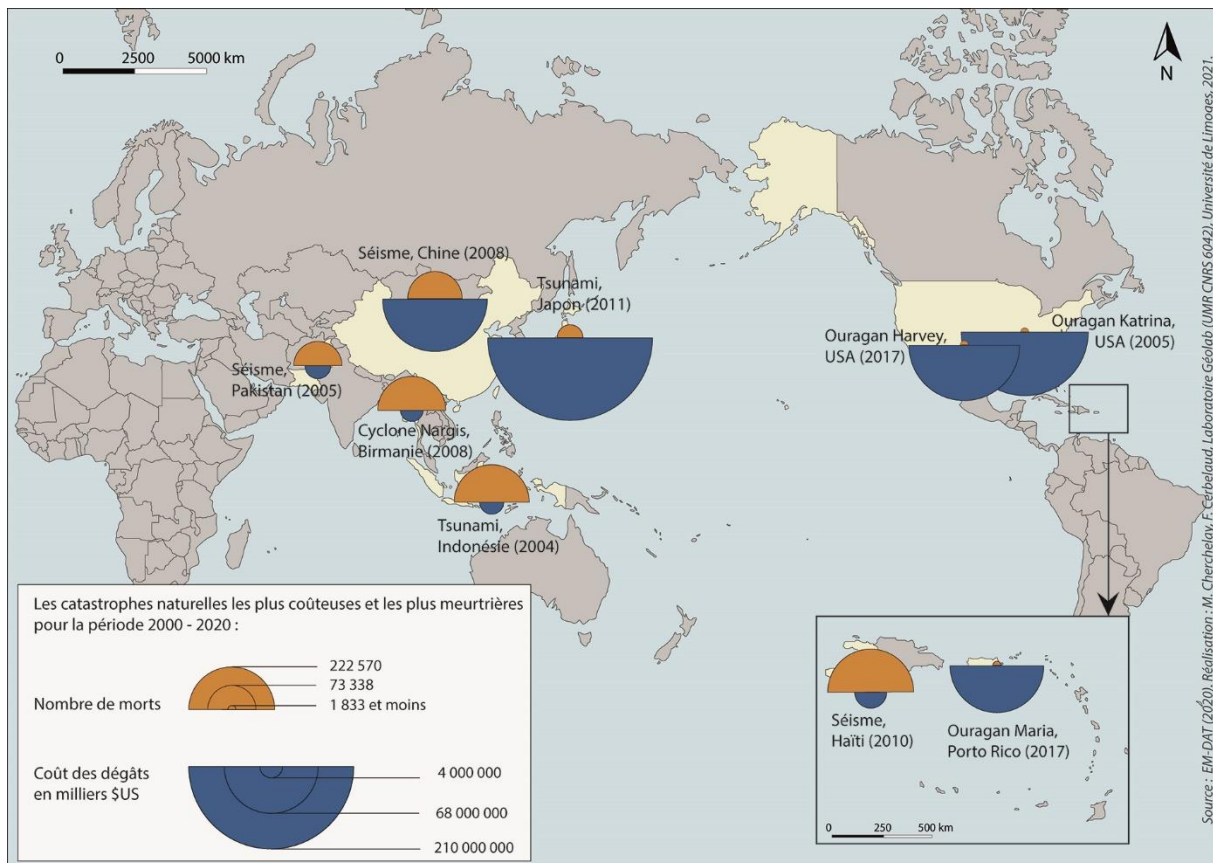 0 2500 5000 km
N
Séisme, Chine (2008)
Tsunami,
Japon (2011)
Séisme,
Pakistan (2005)
Cyclone Nargis,
Birmanie (2008)
Tsunami,
Indonésie (2004)
Ouragan Harvey,
USA (2017)
Ouragan Katrina,
USA (2005)
Les catastrophes naturelles les plus coûteuses et les plus meurtrières
pour la période 2000 - 2020 :
Nombre de morts
222 570
73 338
1 833 et moins
Coût des dégâts
en milliers $US
4 000 000
68 000 000
210 000 000
Séisme,
Haïti (2010)
Ouragan Maria,
Porto Rico (2017)
0 250 500 km
Source : EM-DAT (2020). Réalisation : M. Cherchelay, F. Cerbelaud, Laboratoire Géolab (UMR CNRS 6042), Université de Limoges, 2021.